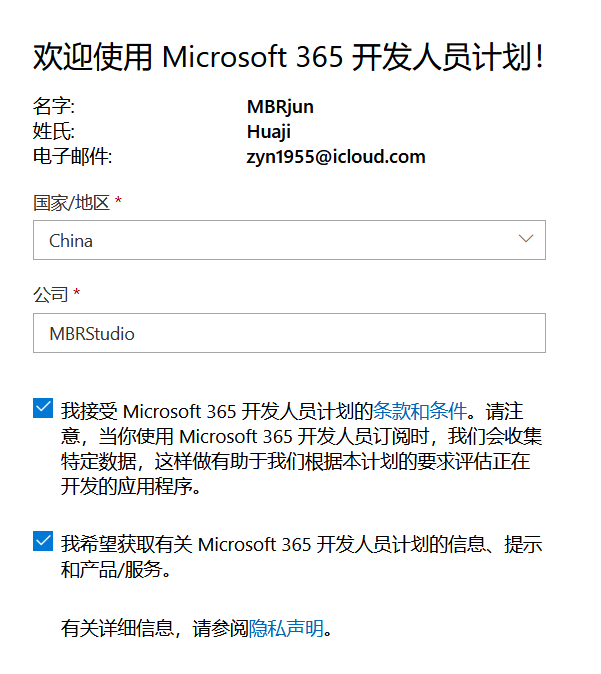 欢迎使用 Microsoft 365 开发人员计划！
名字: MBRjun
姓氏: Huaji
电子邮件: zyn1955@icloud.com
国家/地区 *
China
公司 *
MBRStudio
我接受 Microsoft 365 开发人员计划的条款和条件。请注
意，当你使用 Microsoft 365 开发人员订阅时，我们会收集
特定数据，这样做有助于我们根据本计划的要求评估正在
开发的应用程序。
我希望获取有关 Microsoft 365 开发人员计划的信息、提示
和产品/服务。
有关详细信息，请参阅隐私声明。